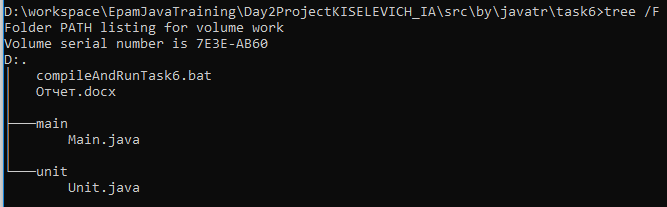 D:\workspace\EpamJavaTraining\Day2ProjectKISELEVICH_IA\src\by\javatr\task6>tree /F
Folder PATH listing for volume work
Volume serial number is 7E3E-AB60
D:.
│   compileAndRunTask6.bat
│   Отчет.docx
│
├───main
│       Main.java
│
└───unit
        Unit.java